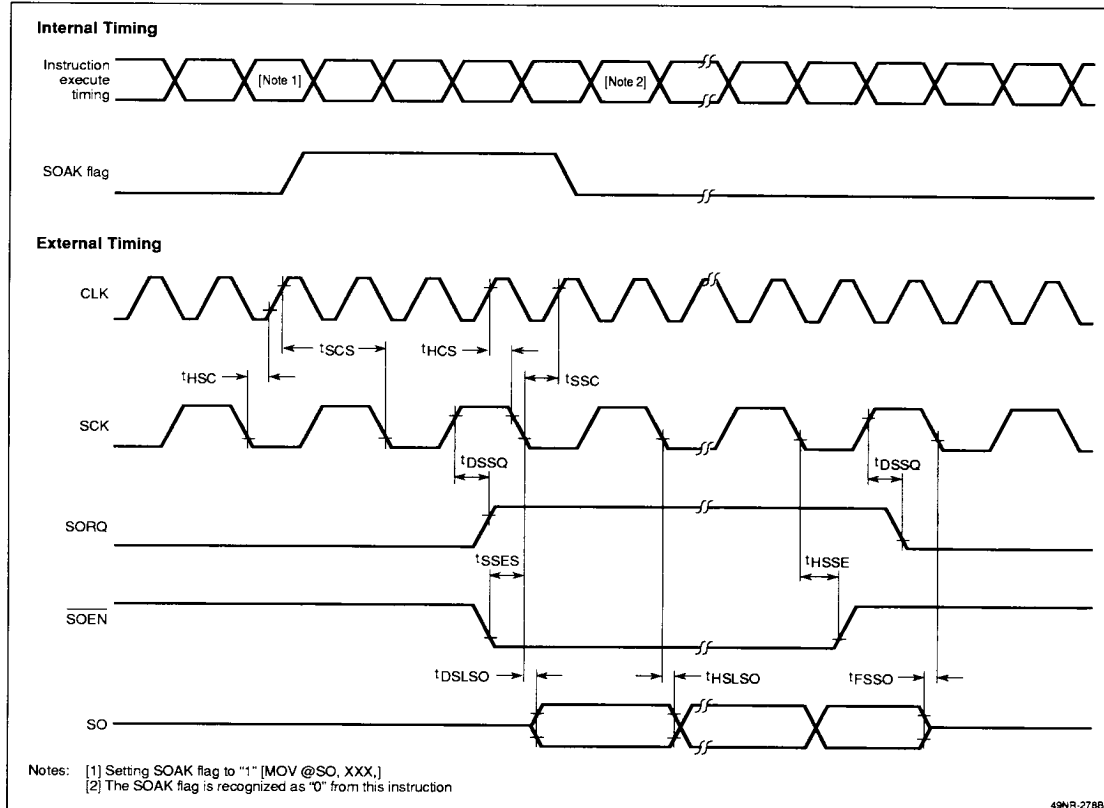 Internal Timing
Instruction
execute
timing
[Note 1]
[Note 2]
SOAK flag
External Timing
CLK
tSCS
tHCS
tHSC
tSSC
SCK
tDSSQ
tDSSQ
SORQ
tSSES
tHSSE
SOEN
tDSLSO
tHSLSO
tFSSO
SO
Notes: [1] Setting SOAK flag to "1" [MOV @SO, XXX,]
[2] The SOAK flag is recognized as "0" from this instruction
49NR-278B